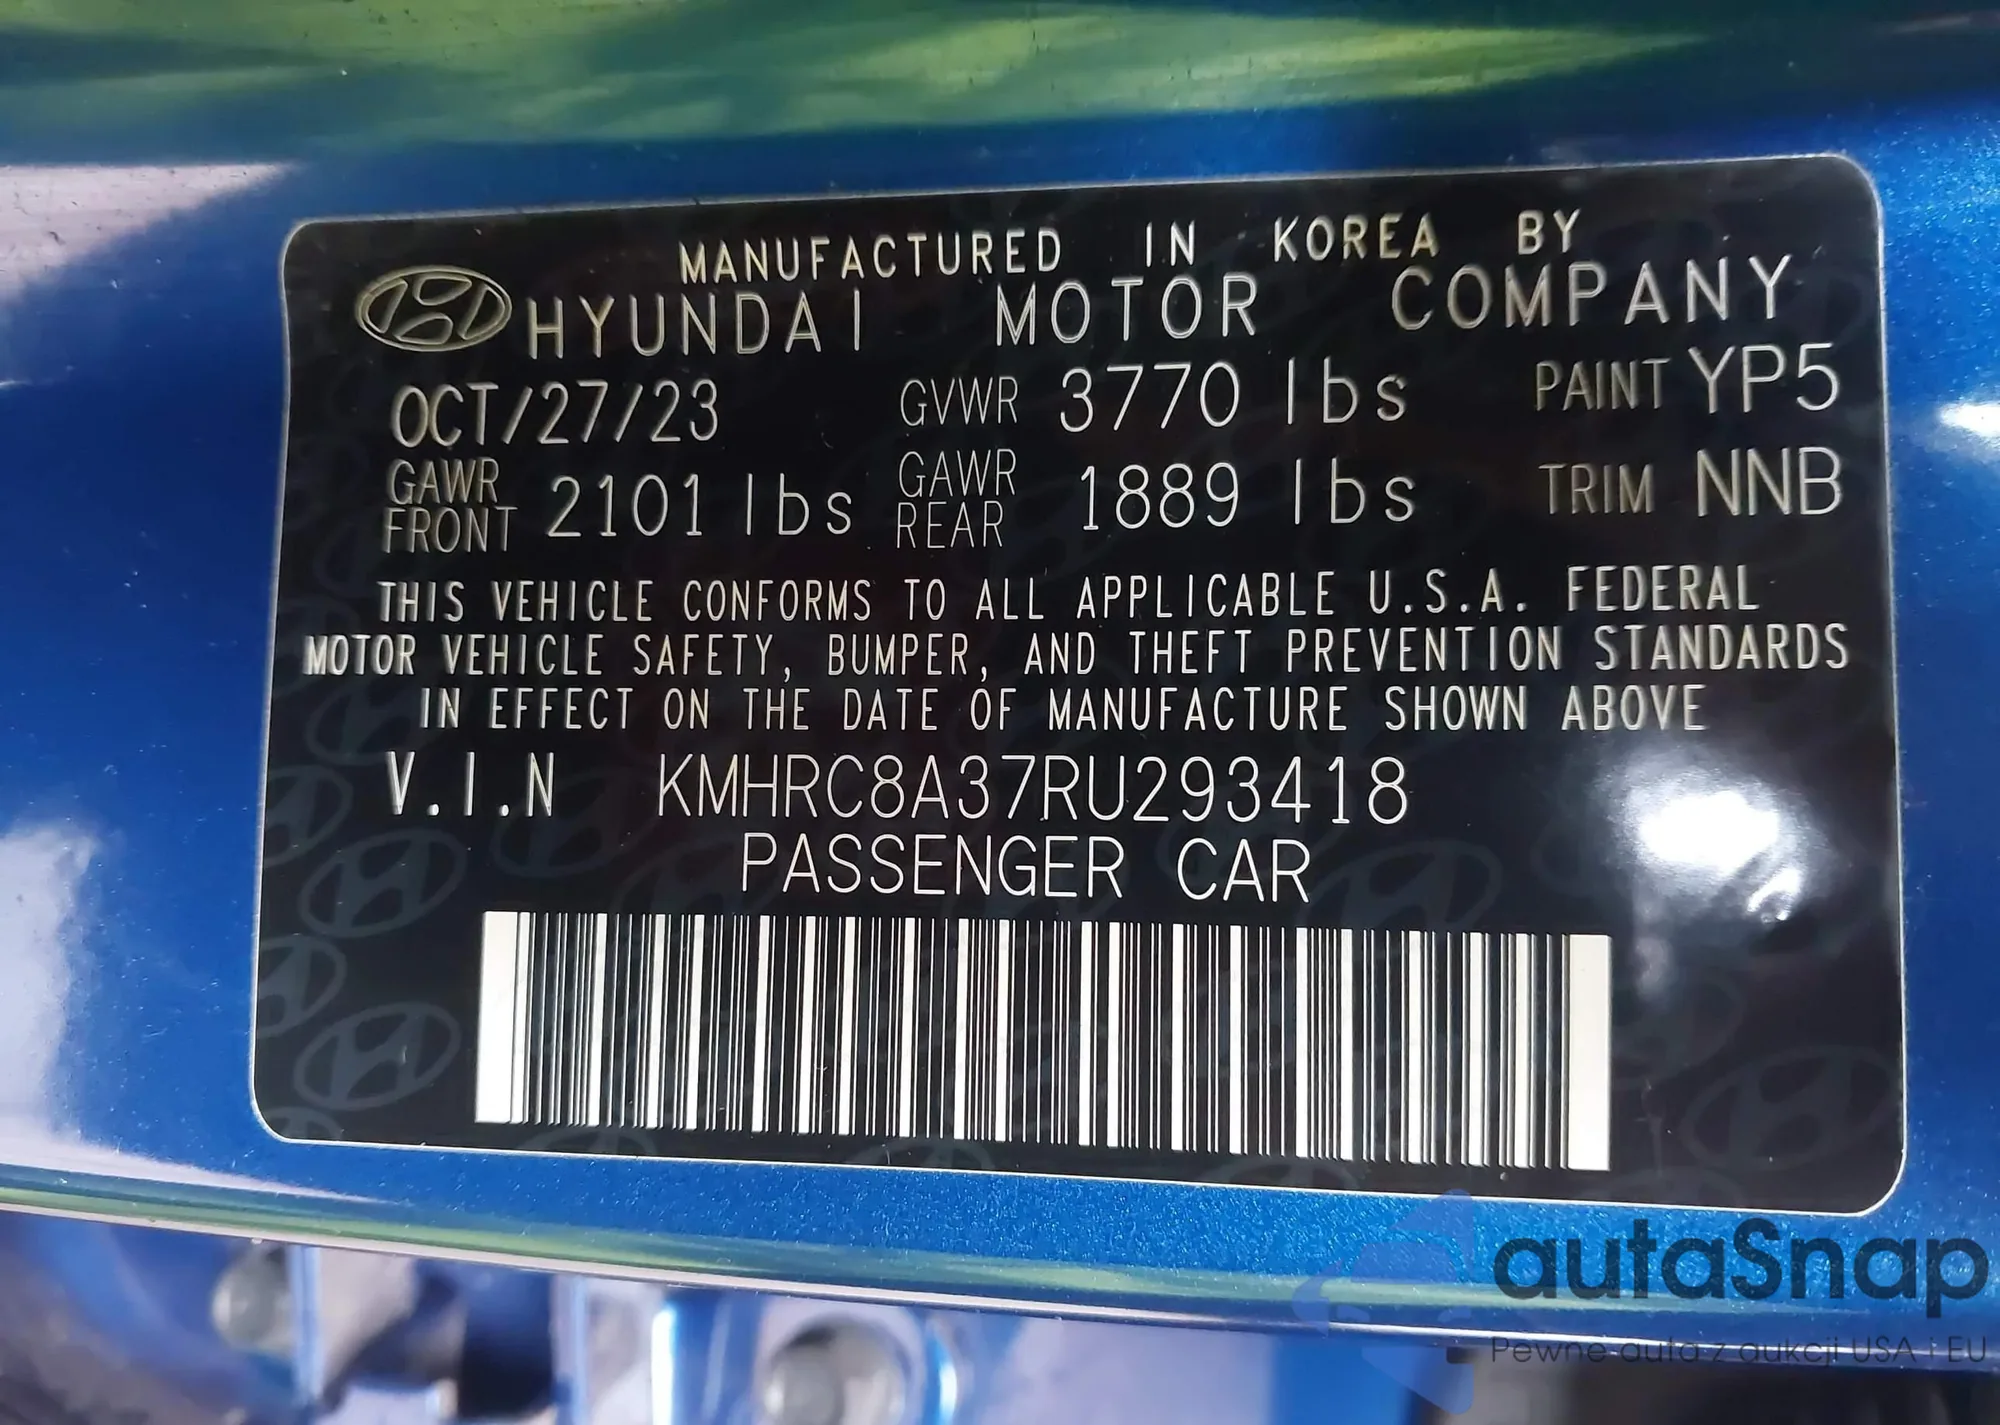 MANUFACTURED IN KOREA BY
HYUNDAI MOTOR COMPANY
OCT/27/23 GVWR 3770 lbs PAINT YP5
GAWR FRONT 2101 lbs GAWR REAR 1889 lbs TRIM NNB
THIS VEHICLE CONFORMS TO ALL APPLICABLE U.S.A. FEDERAL
MOTOR VEHICLE SAFETY, BUMPER, AND THEFT PREVENTION STANDARDS
IN EFFECT ON THE DATE OF MANUFACTURE SHOWN ABOVE
V.I.N KMHRC8A37RU293418
PASSENGER CAR
autaSnap
Pewne auta z aukcji USA i EU